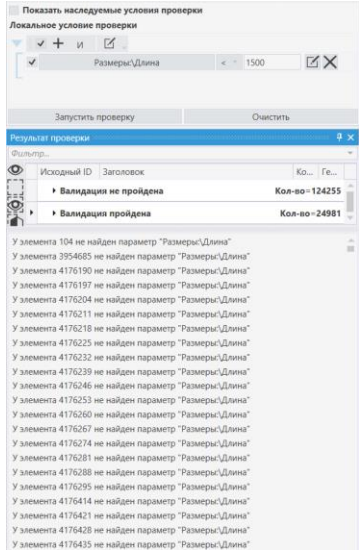 Показать наследуемые условия проверки
Локальное условие проверки
и
Размеры:\Длина < 1500
Запустить проверку Очистить
Результат проверки
Фильтр...
Исходный ID Заголовок Ко... Ге...
Валидация не пройдена Кол-во=124255
Валидация пройдена Кол-во=24981
У элемента 104 не найден параметр "Размеры:\Длина"
У элемента 3954685 не найден параметр "Размеры:\Длина"
У элемента 4176190 не найден параметр "Размеры:\Длина"
У элемента 4176197 не найден параметр "Размеры:\Длина"
У элемента 4176204 не найден параметр "Размеры:\Длина"
У элемента 4176211 не найден параметр "Размеры:\Длина"
У элемента 4176218 не найден параметр "Размеры:\Длина"
У элемента 4176225 не найден параметр "Размеры:\Длина"
У элемента 4176232 не найден параметр "Размеры:\Длина"
У элемента 4176239 не найден параметр "Размеры:\Длина"
У элемента 4176246 не найден параметр "Размеры:\Длина"
У элемента 4176253 не найден параметр "Размеры:\Длина"
У элемента 4176260 не найден параметр "Размеры:\Длина"
У элемента 4176267 не найден параметр "Размеры:\Длина"
У элемента 4176274 не найден параметр "Размеры:\Длина"
У элемента 4176281 не найден параметр "Размеры:\Длина"
У элемента 4176288 не найден параметр "Размеры:\Длина"
У элемента 4176295 не найден параметр "Размеры:\Длина"
У элемента 4176414 не найден параметр "Размеры:\Длина"
У элемента 4176421 не найден параметр "Размеры:\Длина"
У элемента 4176428 не найден параметр "Размеры:\Длина"
У элемента 4176435 не найден параметр "Размеры:\Длина"